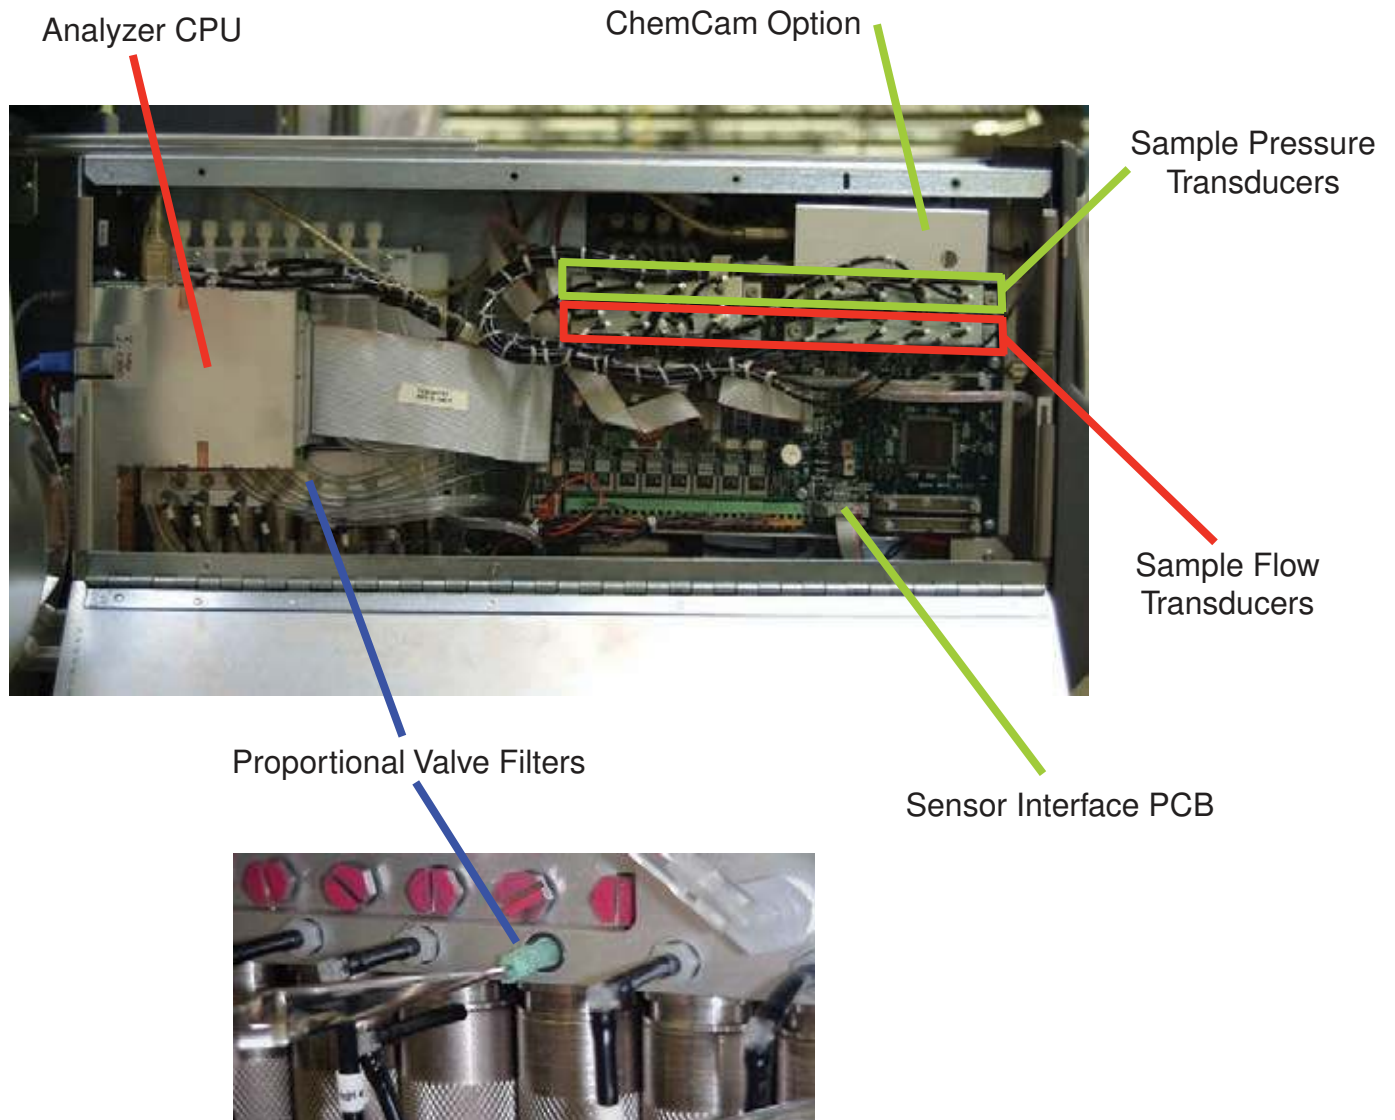 Analyzer CPU
ChemCam Option
Sample Pressure
Transducers
Sample Flow
Transducers
Proportional Valve Filters
Sensor Interface PCB